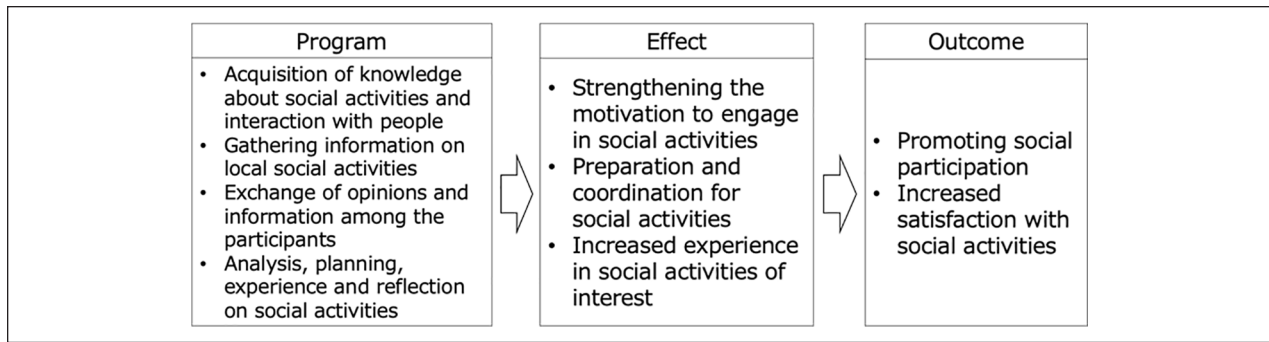 Program
• Acquisition of knowledge
about social activities and
interaction with people
• Gathering information on
local social activities
• Exchange of opinions and
information among the
participants
• Analysis, planning,
experience and reflection
on social activities
Effect
• Strengthening the
motivation to engage
in social activities
• Preparation and
coordination for
social activities
• Increased experience
in social activities of
interest
Outcome
• Promoting social
participation
• Increased
satisfaction with
social activities